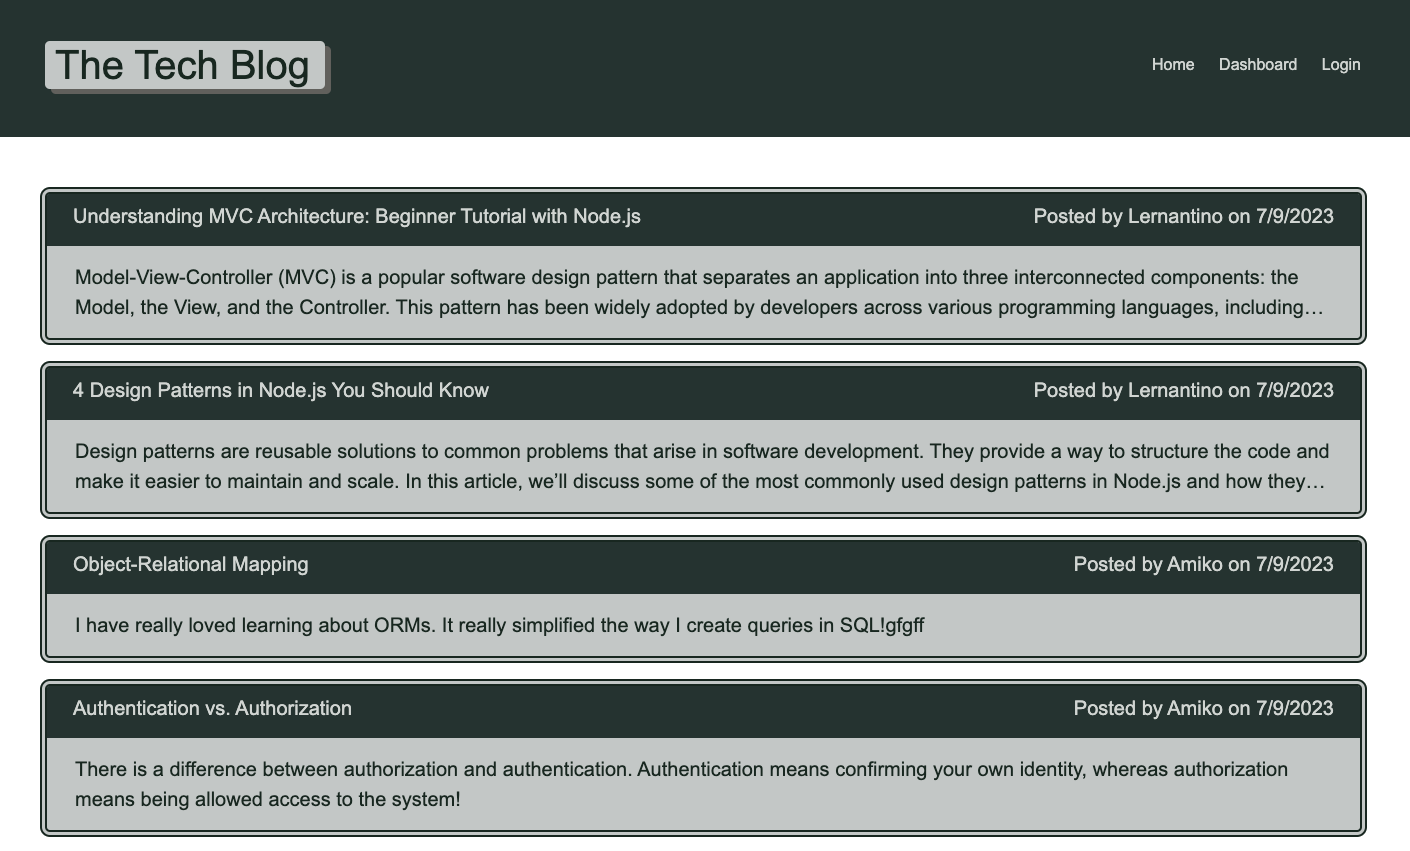 The Tech Blog
Home Dashboard Login
Understanding MVC Architecture: Beginner Tutorial with Node.js Posted by Lernantino on 7/9/2023
Model-View-Controller (MVC) is a popular software design pattern that separates an application into three interconnected components: the
Model, the View, and the Controller. This pattern has been widely adopted by developers across various programming languages, including…
4 Design Patterns in Node.js You Should Know Posted by Lernantino on 7/9/2023
Design patterns are reusable solutions to common problems that arise in software development. They provide a way to structure the code and
make it easier to maintain and scale. In this article, we’ll discuss some of the most commonly used design patterns in Node.js and how they…
Object-Relational Mapping Posted by Amiko on 7/9/2023
I have really loved learning about ORMs. It really simplified the way I create queries in SQL!gfgff
Authentication vs. Authorization Posted by Amiko on 7/9/2023
There is a difference between authorization and authentication. Authentication means confirming your own identity, whereas authorization
means being allowed access to the system!